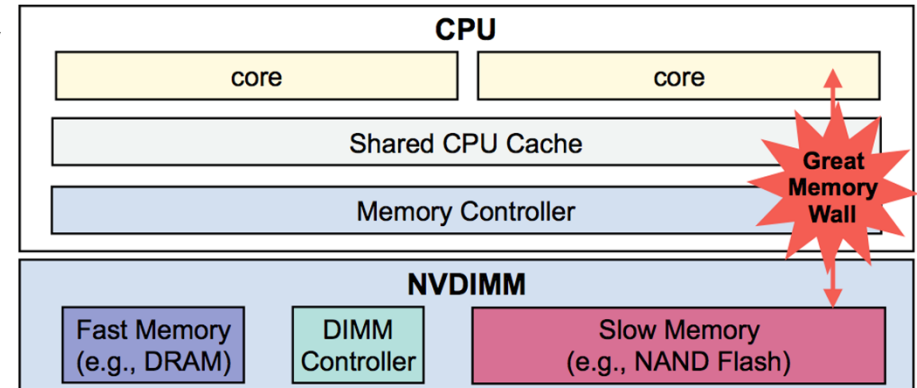 CPU
core
core
Shared CPU Cache
Great
Memory
Wall
Memory Controller
NVDIMM
Fast Memory
(e.g., DRAM)
DIMM
Controller
Slow Memory
(e.g., NAND Flash)